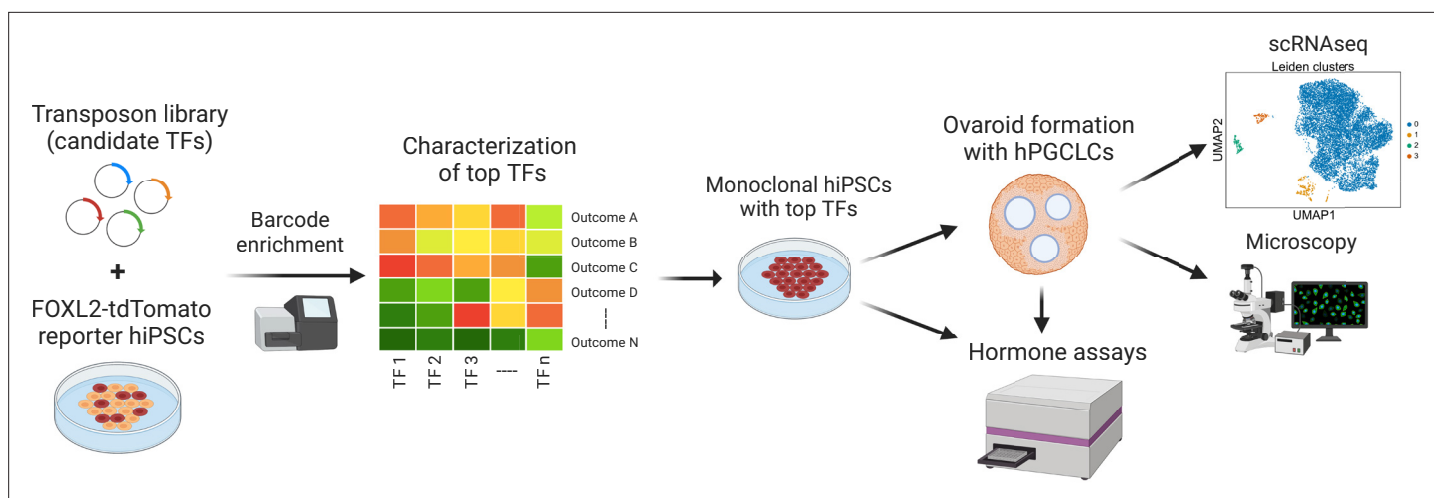 Transposon library
(candidate TFs)
+
FOXL2-tdTomato
reporter hiPSCs
Barcode
enrichment
Characterization
of top TFs
Outcome A
Outcome B
Outcome C
Outcome D
Outcome N
TF 1
TF 2
TF 3
----
TF n
Monoclonal hiPSCs
with top TFs
Ovaroid formation
with hPGCLCs
Hormone assays
scRNAseq
Leiden clusters
UMAP2
UMAP1
0
1
2
3
Microscopy